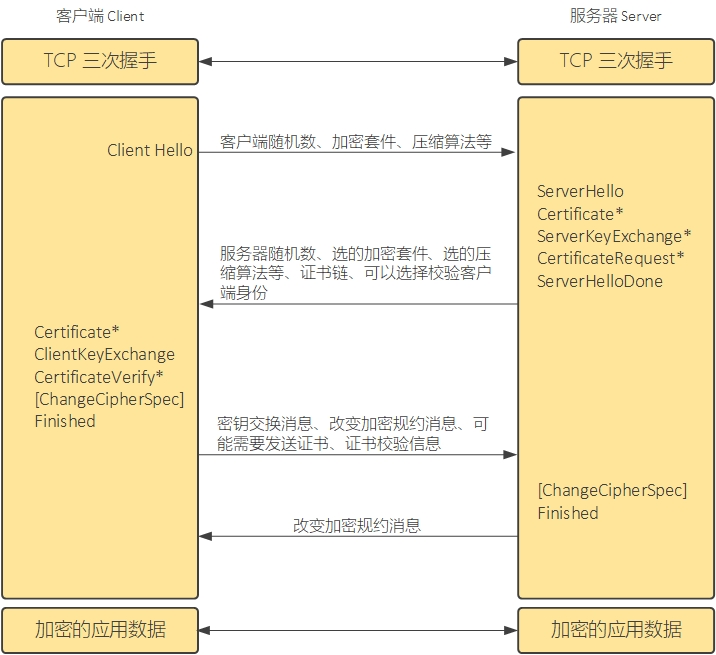 客户端 Client
服务器 Server
TCP 三次握手
TCP 三次握手
Client Hello
客户端随机数、加密套件、压缩算法等
ServerHello
Certificate*
ServerKeyExchange*
CertificateRequest*
ServerHelloDone
服务器随机数、选的加密套件、选的压
缩算法等、证书链、可以选择校验客户
端身份
Certificate*
ClientKeyExchange
CertificateVerify*
[ChangeCipherSpec]
Finished
密钥交换消息、改变加密规约消息、可
能需要发送证书、证书校验信息
[ChangeCipherSpec]
Finished
改变加密规约消息
加密的应用数据
加密的应用数据